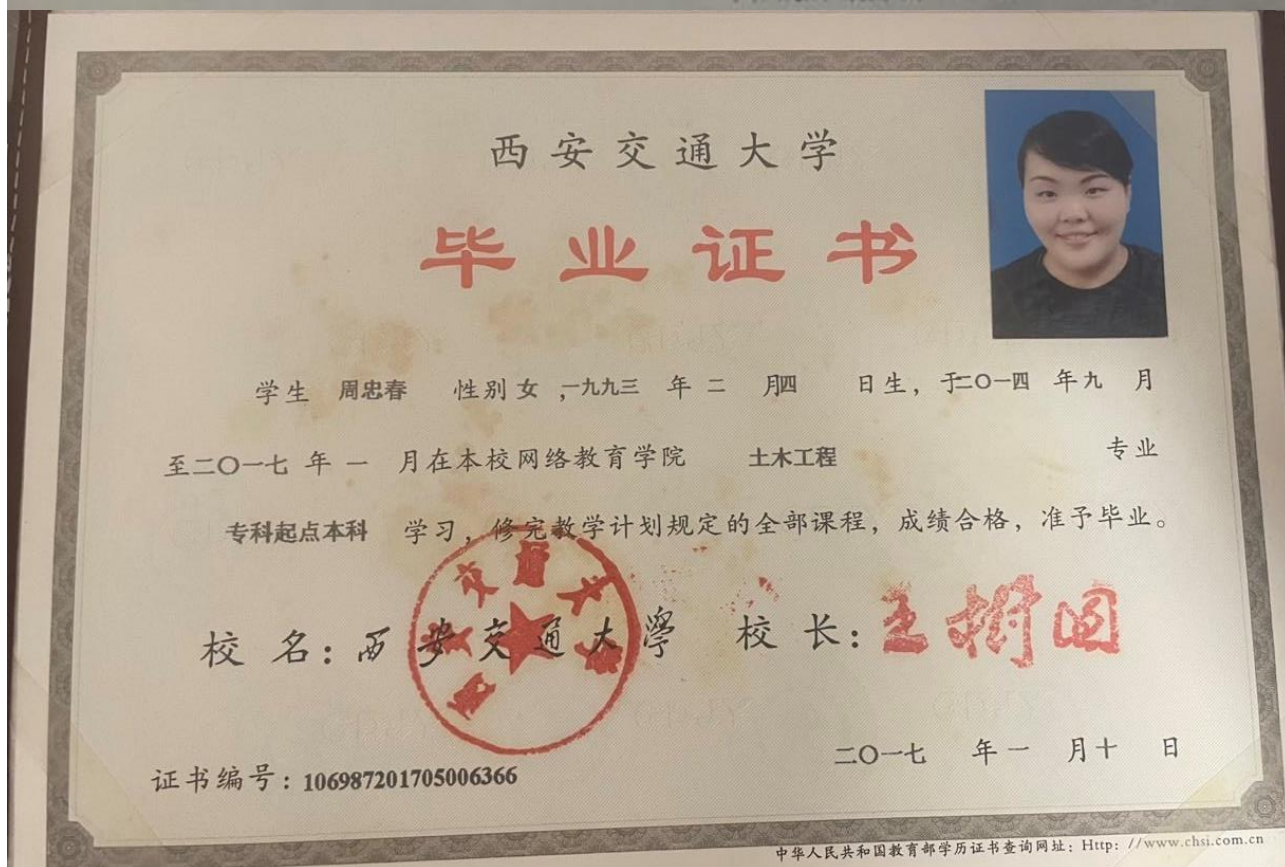 西安交通大学
毕业证书
学生 周忠春 性别 女 ,一九九三 年 二 月四 日生，于二〇一四 年 九 月
至二〇一七 年 一 月在本校网络教育学院 土木工程 专业
专科起点本科 学习，修完教学计划规定的全部课程，成绩合格，准予毕业。
校 名：西安交通大學 校 长：王树国
二〇一七 年 一 月 十 日
证书编号：106987201705006366
中华人民共和国教育部学历证书查询网址：Http: //www.chsi.com.cn